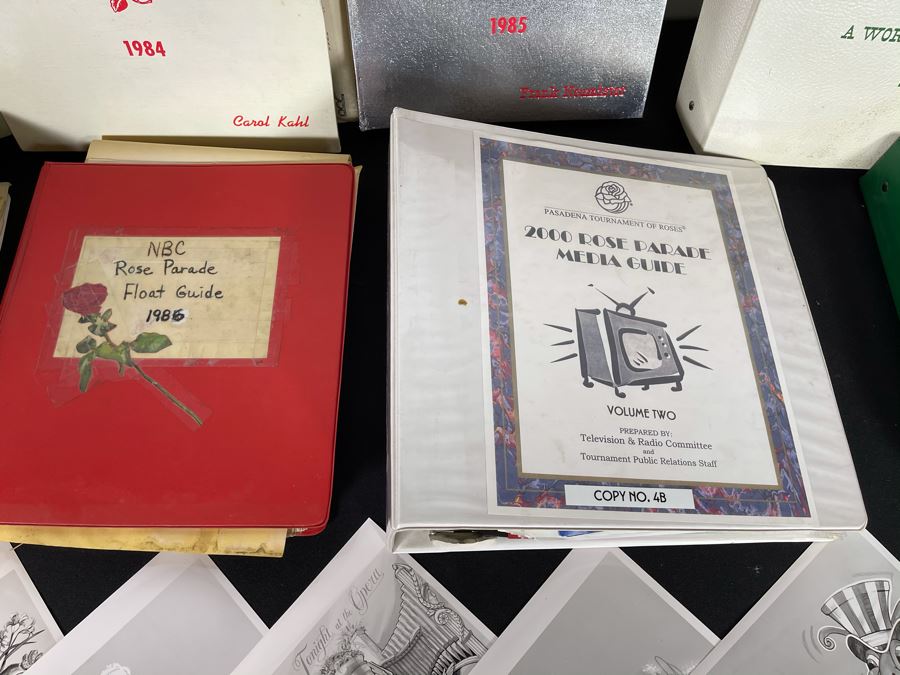 1984
Carol Kahl
1985
Frank Neumister
A WOR
NBC
Rose Parade
Float Guide
1986
PASADENA TOURNAMENT OF ROSES®
2000 ROSE PARADE
MEDIA GUIDE
VOLUME TWO
PREPARED BY:
Television & Radio Committee
and
Tournament Public Relations Staff
COPY NO. 4B
Tonight at the Opera